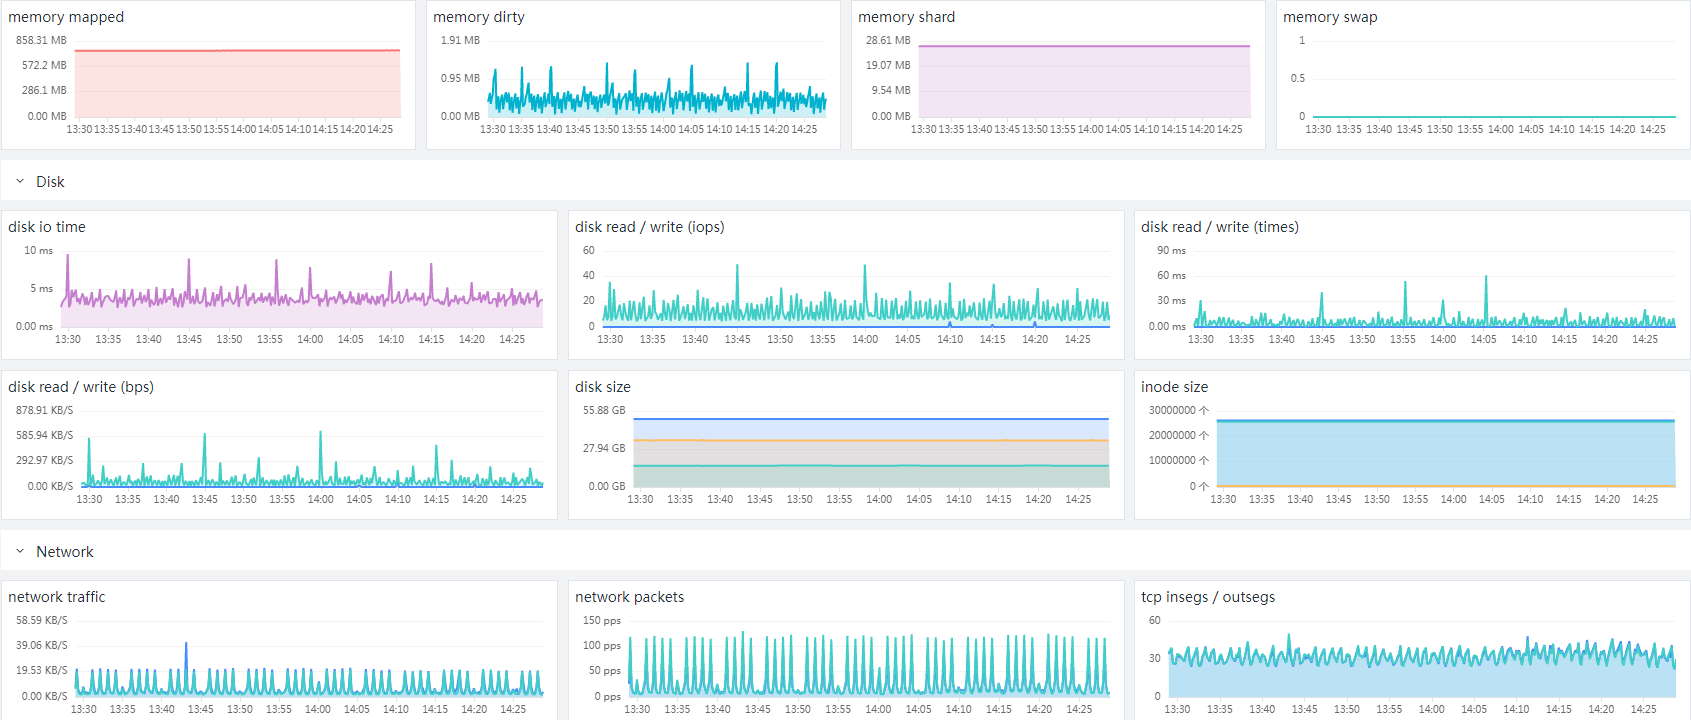 memory mapped
858.31 MB
572.2 MB
286.1 MB
0.00 MB
13:30 13:35 13:40 13:45 13:50 13:55 14:00 14:05 14:10 14:15 14:20 14:25
memory dirty
1.91 MB
0.95 MB
0.00 MB
13:30 13:35 13:40 13:45 13:50 13:55 14:00 14:05 14:10 14:15 14:20 14:25
memory shard
28.61 MB
19.07 MB
9.54 MB
0.00 MB
13:30 13:35 13:40 13:45 13:50 13:55 14:00 14:05 14:10 14:15 14:20 14:25
memory swap
1
0.5
0
13:30 13:35 13:40 13:45 13:50 13:55 14:00 14:05 14:10 14:15 14:20 14:25
Disk
disk io time
10 ms
5 ms
0.00 ms
13:30 13:35 13:40 13:45 13:50 13:55 14:00 14:05 14:10 14:15 14:20 14:25
disk read / write (iops)
60
40
20
0
13:30 13:35 13:40 13:45 13:50 13:55 14:00 14:05 14:10 14:15 14:20 14:25
disk read / write (times)
90 ms
60 ms
30 ms
0.00 ms
13:30 13:35 13:40 13:45 13:50 13:55 14:00 14:05 14:10 14:15 14:20 14:25
disk read / write (bps)
878.91 KB/S
585.94 KB/S
292.97 KB/S
0.00 KB/S
13:30 13:35 13:40 13:45 13:50 13:55 14:00 14:05 14:10 14:15 14:20 14:25
disk size
55.88 GB
27.94 GB
0.00 GB
13:30 13:35 13:40 13:45 13:50 13:55 14:00 14:05 14:10 14:15 14:20 14:25
inode size
30000000 个
20000000 个
10000000 个
0 个
13:30 13:35 13:40 13:45 13:50 13:55 14:00 14:05 14:10 14:15 14:20 14:25
Network
network traffic
58.59 KB/S
39.06 KB/S
19.53 KB/S
0.00 KB/S
13:30 13:35 13:40 13:45 13:50 13:55 14:00 14:05 14:10 14:15 14:20 14:25
network packets
150 pps
100 pps
50 pps
0 pps
13:30 13:35 13:40 13:45 13:50 13:55 14:00 14:05 14:10 14:15 14:20 14:25
tcp insegs / outsegs
60
30
0
13:30 13:35 13:40 13:45 13:50 13:55 14:00 14:05 14:10 14:15 14:20 14:25